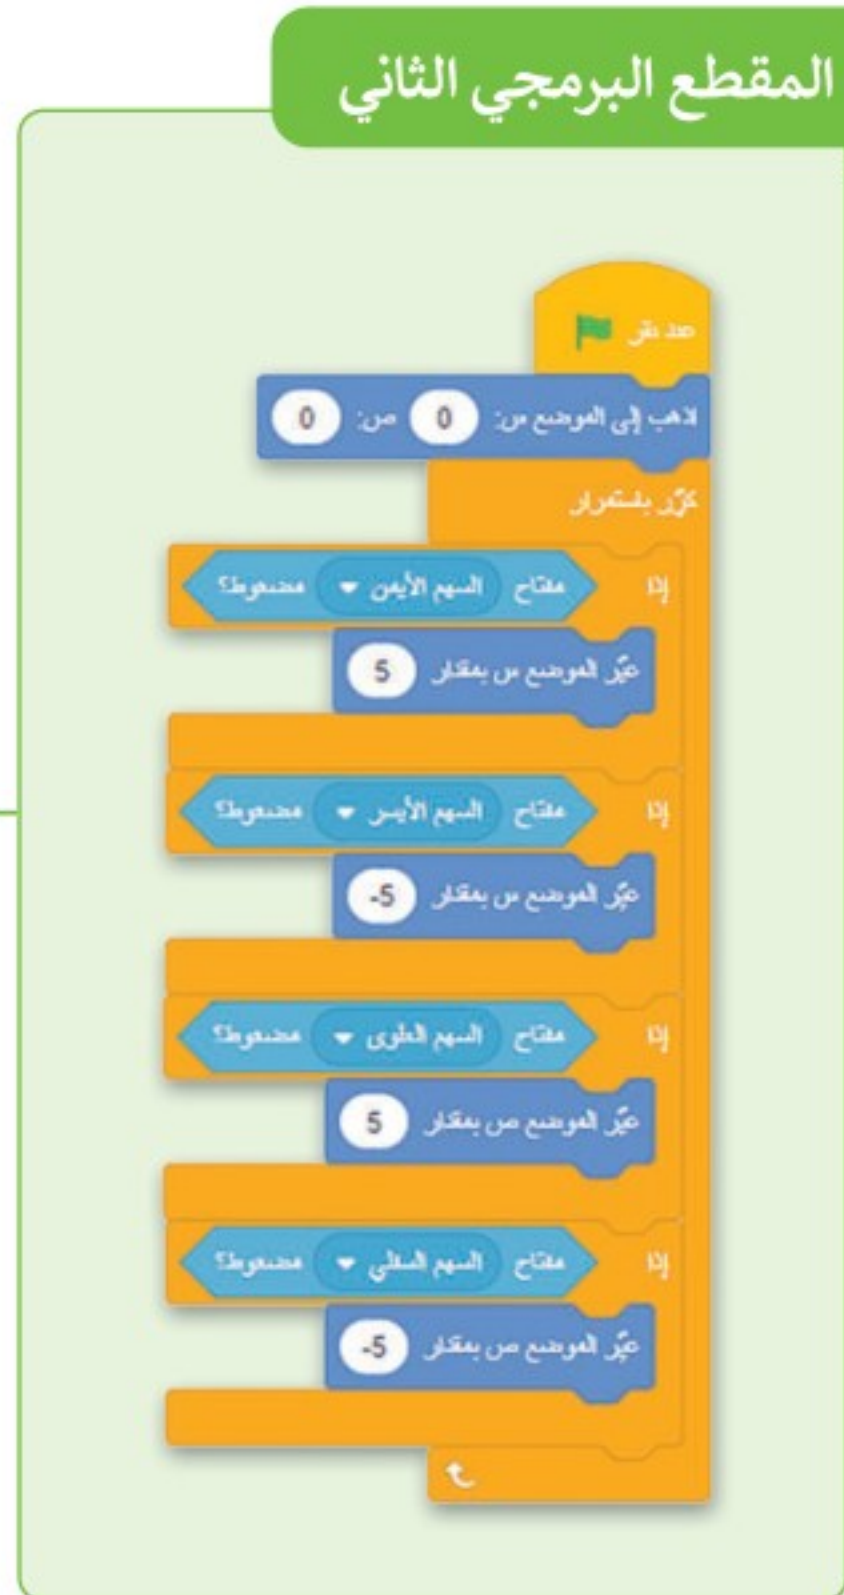 المقطع البرمجي الثاني
عند نقر
اذهب إلى الموضع س: 0 ص: 0
كرّر باستمرار
إذا مفتاح السهم الأيمن مضغوط؟
غيّر الموضع س بمقدار 5
إذا مفتاح السهم الأيسر مضغوط؟
غيّر الموضع س بمقدار -5
إذا مفتاح السهم العلوي مضغوط؟
غيّر الموضع ص بمقدار 5
إذا مفتاح السهم السفلي مضغوط؟
غيّر الموضع ص بمقدار -5